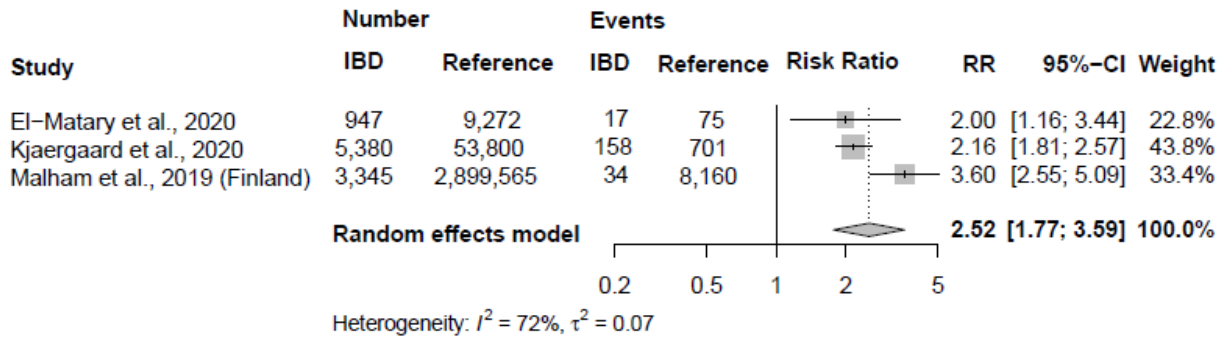 Number Events
Study IBD Reference IBD Reference Risk Ratio RR 95%−CI Weight
El−Matary et al., 2020 947 9,272 17 75 2.00 [1.16; 3.44] 22.8%
Kjaergaard et al., 2020 5,380 53,800 158 701 2.16 [1.81; 2.57] 43.8%
Malham et al., 2019 (Finland) 3,345 2,899,565 34 8,160 3.60 [2.55; 5.09] 33.4%
Random effects model 2.52 [1.77; 3.59] 100.0%
0.2 0.5 1 2 5
Heterogeneity: I² = 72%, τ² = 0.07